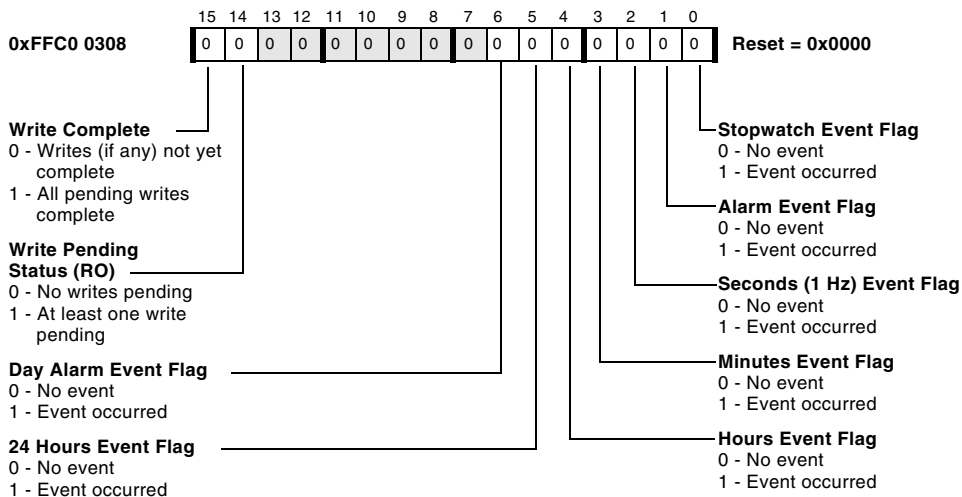 15 14 13 12 11 10 9 8 7 6 5 4 3 2 1 0
0xFFC0 0308 0 0 0 0 0 0 0 0 0 0 0 0 0 0 0 0 Reset = 0x0000
Write Complete
0 - Writes (if any) not yet
complete
1 - All pending writes
complete
Write Pending
Status (RO)
0 - No writes pending
1 - At least one write
pending
Day Alarm Event Flag
0 - No event
1 - Event occurred
24 Hours Event Flag
0 - No event
1 - Event occurred
Stopwatch Event Flag
0 - No event
1 - Event occurred
Alarm Event Flag
0 - No event
1 - Event occurred
Seconds (1 Hz) Event Flag
0 - No event
1 - Event occurred
Minutes Event Flag
0 - No event
1 - Event occurred
Hours Event Flag
0 - No event
1 - Event occurred